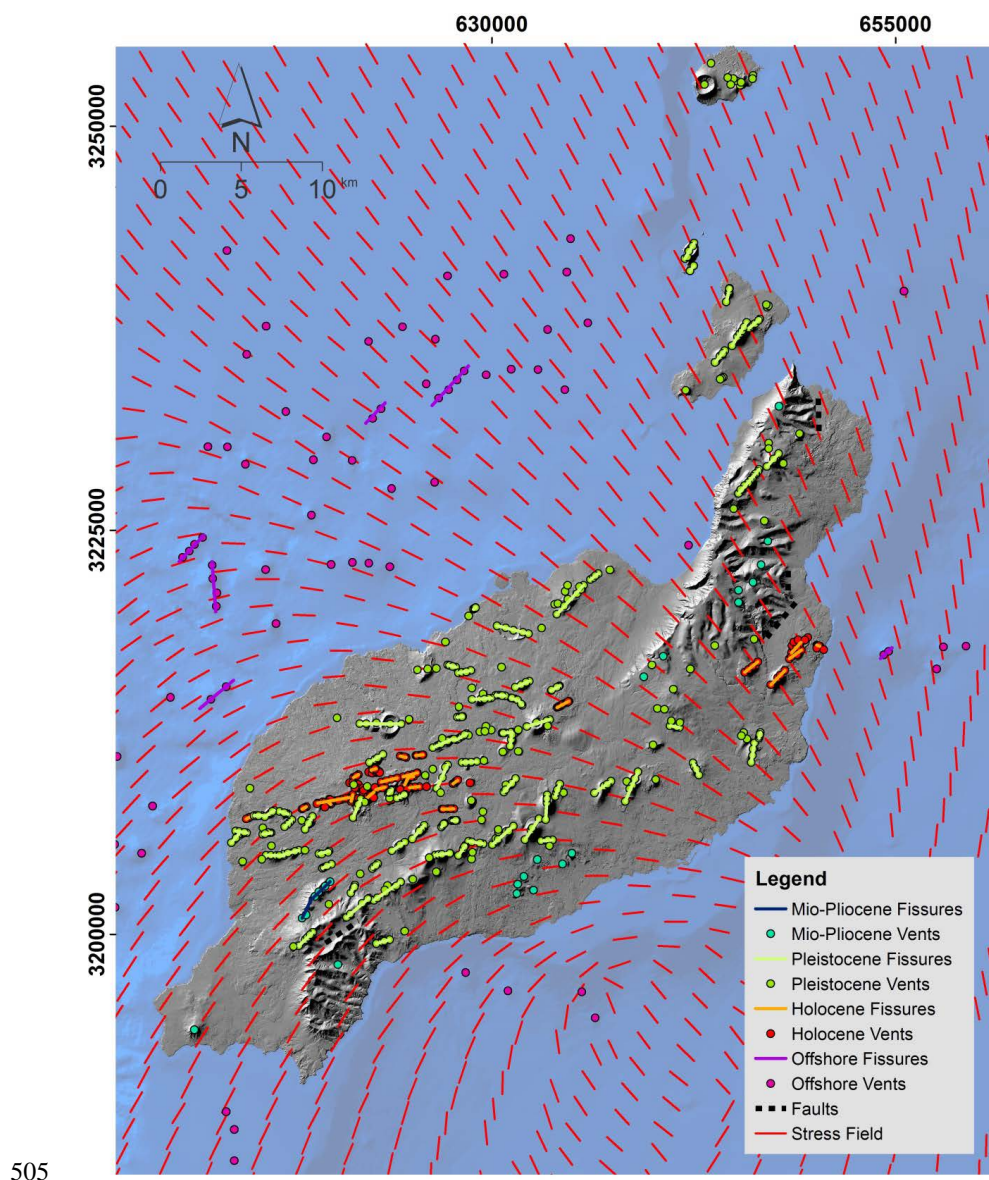 630000 655000
3250000
N
0 5 10 km
3225000
3200000
Legend
Mio-Pliocene Fissures
Mio-Pliocene Vents
Pleistocene Fissures
Pleistocene Vents
Holocene Fissures
Holocene Vents
Offshore Fissures
Offshore Vents
Faults
Stress Field
505